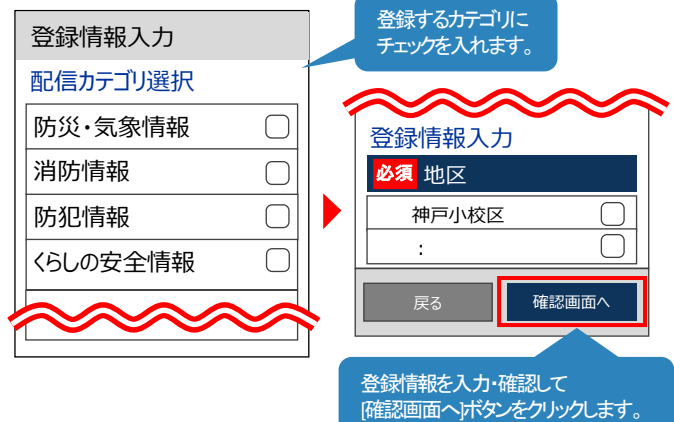 登録情報入力
配信カテゴリ選択
防災・気象情報
消防情報
防犯情報
くらしの安全情報
登録するカテゴリに
チェックを入れます。
登録情報入力
必須 地区
神戸小校区
:
戻る
確認画面へ
登録情報を入力・確認して
[確認画面へ]ボタンをクリックします。